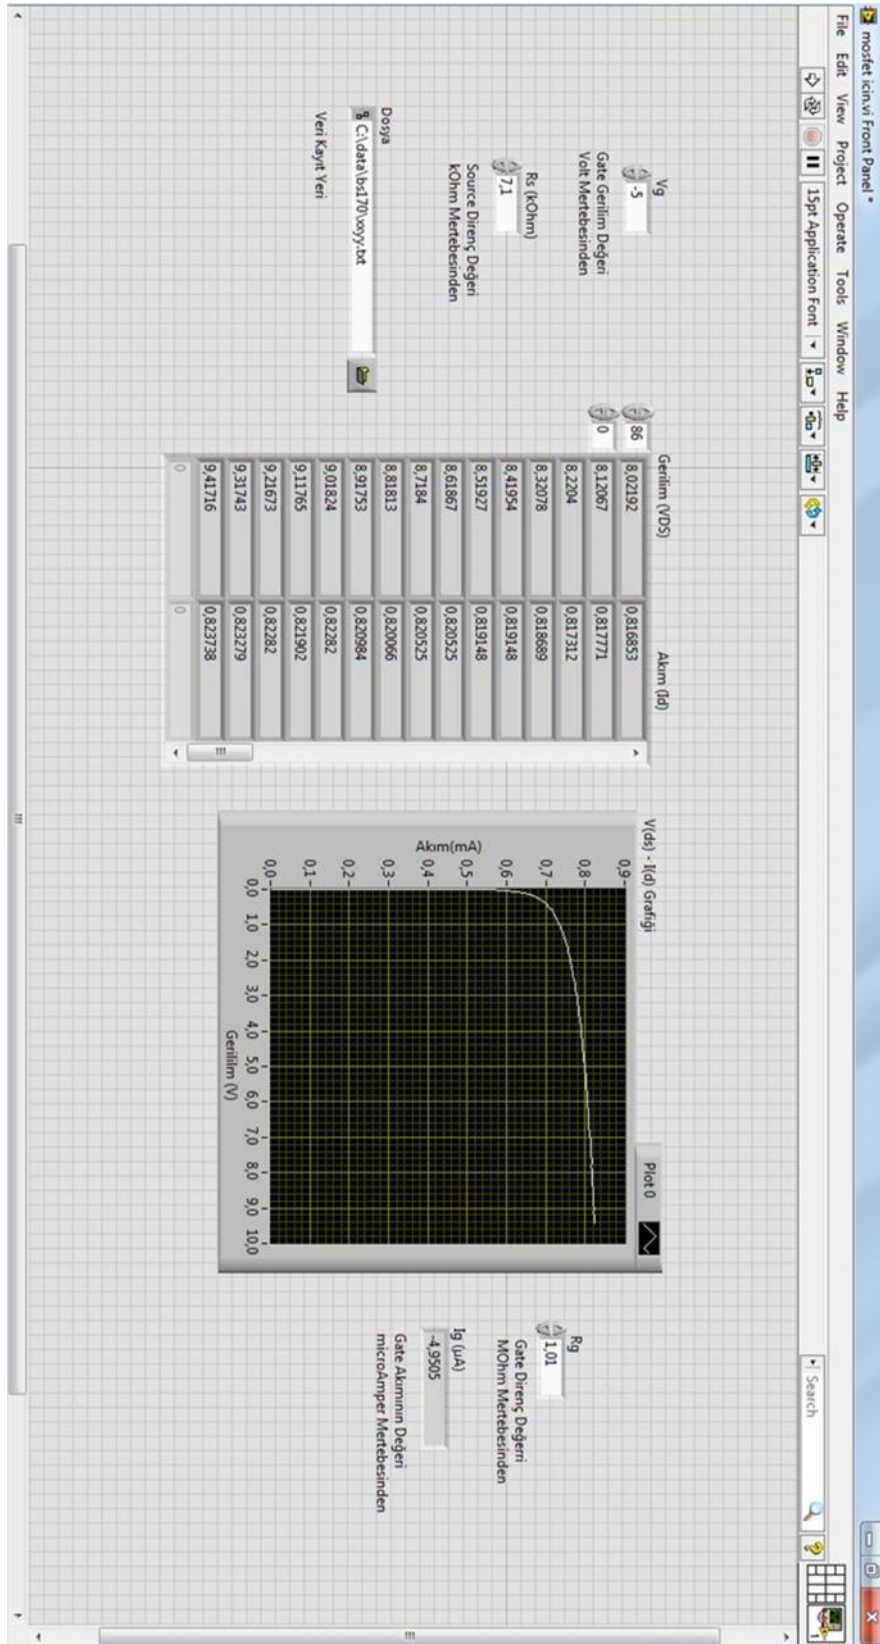 mosfet icin.vi Front Panel *
File Edit View Project Operate Tools Window Help
15pt Application Font
Search
Vg
-5
Gate Gerilim Değeri
Volt Mertebesinden
Rs (kOhm)
7,1
Source Direnç Değeri
kOhm Mertebesinden
Dosya
C:\data\bs170\xxyy.txt
Veri Kayıt Yeri
86
0
Gerilim (VDS) Akım (Id)
8,02192 0,816853
8,12067 0,817771
8,2204 0,817312
8,32078 0,818689
8,41954 0,819148
8,51927 0,819148
8,61867 0,820525
8,7184 0,820525
8,81813 0,820066
8,91753 0,820984
9,01824 0,82282
9,11765 0,821902
9,21673 0,82282
9,31743 0,823279
9,41716 0,823738
0 0
V(ds) - I(d) Grafiği
Plot 0
Akım(mA)
0,9
0,8
0,7
0,6
0,5
0,4
0,3
0,2
0,1
0,0
0,0 1,0 2,0 3,0 4,0 5,0 6,0 7,0 8,0 9,0 10,0
Gerililm (V)
Rg
1,01
Gate Direnç Değerri
MOhm Mertebesinden
Ig (µA)
-4,9505
Gate Akımının Değeri
microAmper Mertebesinden